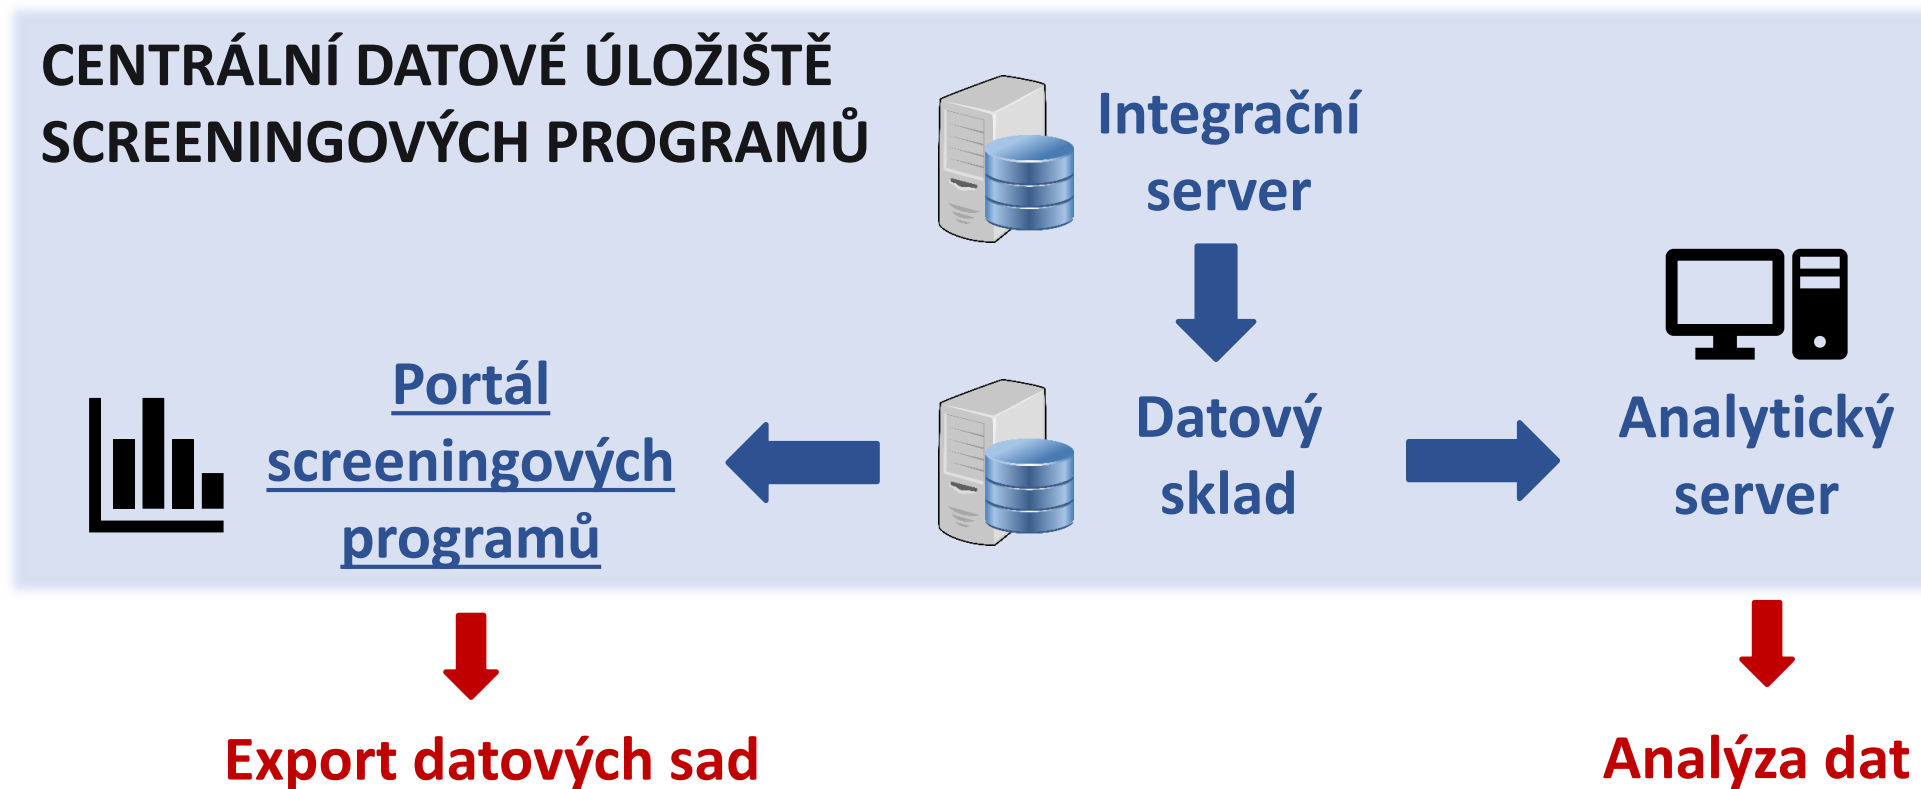 CENTRÁLNÍ DATOVÉ ÚLOŽIŠTĚ
SCREENINGOVÝCH PROGRAMŮ
Integrační
server
Portál
screeningových
programů
Datový
sklad
Analytický
server
Export datových sad
Analýza dat